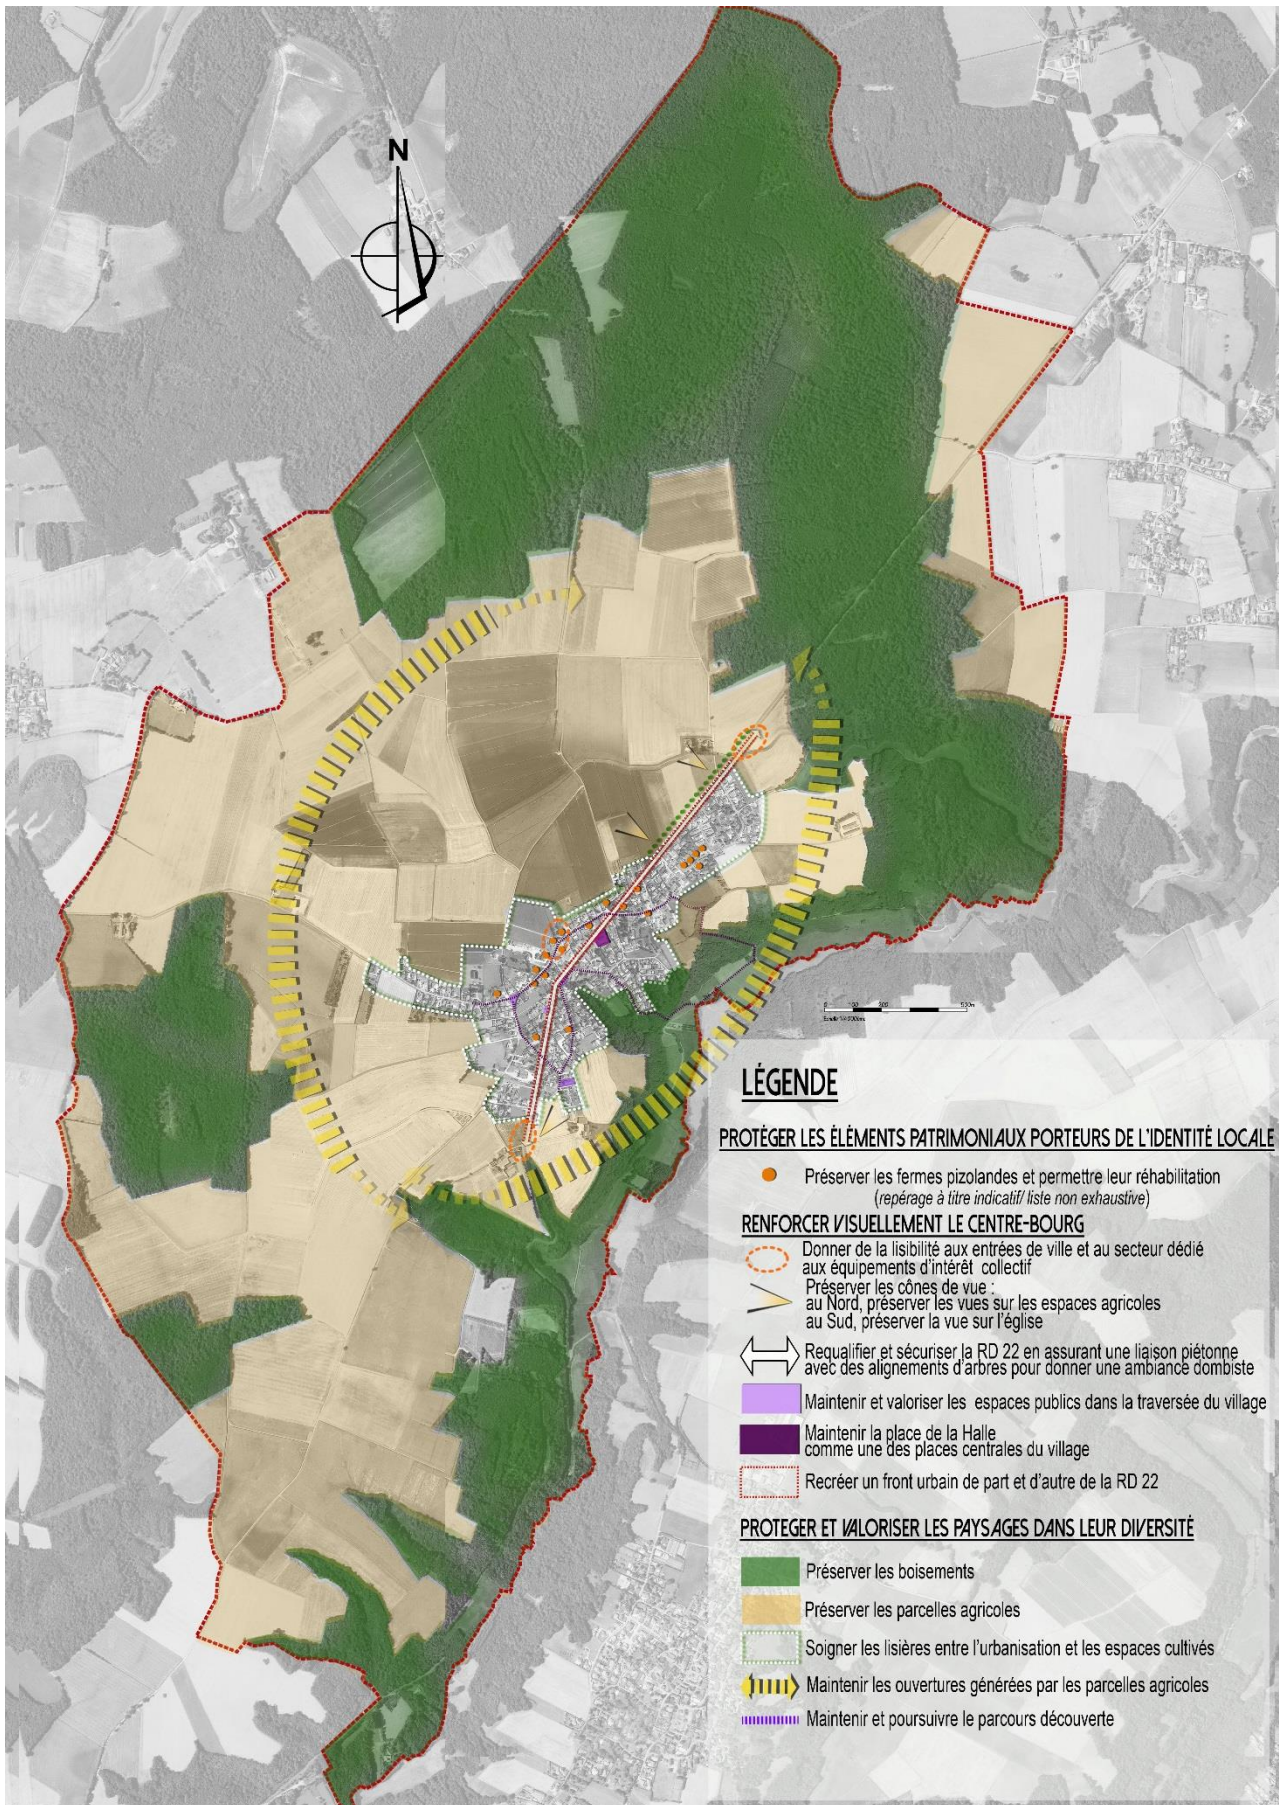 N
0 100 200 500m
LÉGENDE
PROTÉGER LES ÉLÉMENTS PATRIMONIAUX PORTEURS DE L'IDENTITÉ LOCALE
Préserver les fermes pizolandes et permettre leur réhabilitation
(repérage à titre indicatif/ liste non exhaustive)
RENFORCER VISUELLEMENT LE CENTRE-BOURG
Donner de la lisibilité aux entrées de ville et au secteur dédié
aux équipements d'intérêt collectif
Préserver les cônes de vue :
au Nord, préserver les vues sur les espaces agricoles
au Sud, préserver la vue sur l'église
Requalifier et sécuriser la RD 22 en assurant une liaison piétonne
avec des alignements d'arbres pour donner une ambiance dombiste
Maintenir et valoriser les espaces publics dans la traversée du village
Maintenir la place de la Halle
comme une des places centrales du village
Recréer un front urbain de part et d'autre de la RD 22
PROTEGER ET VALORISER LES PAYSAGES DANS LEUR DIVERSITÉ
Préserver les boisements
Préserver les parcelles agricoles
Soigner les lisières entre l'urbanisation et les espaces cultivés
Maintenir les ouvertures générées par les parcelles agricoles
Maintenir et poursuivre le parcours découverte